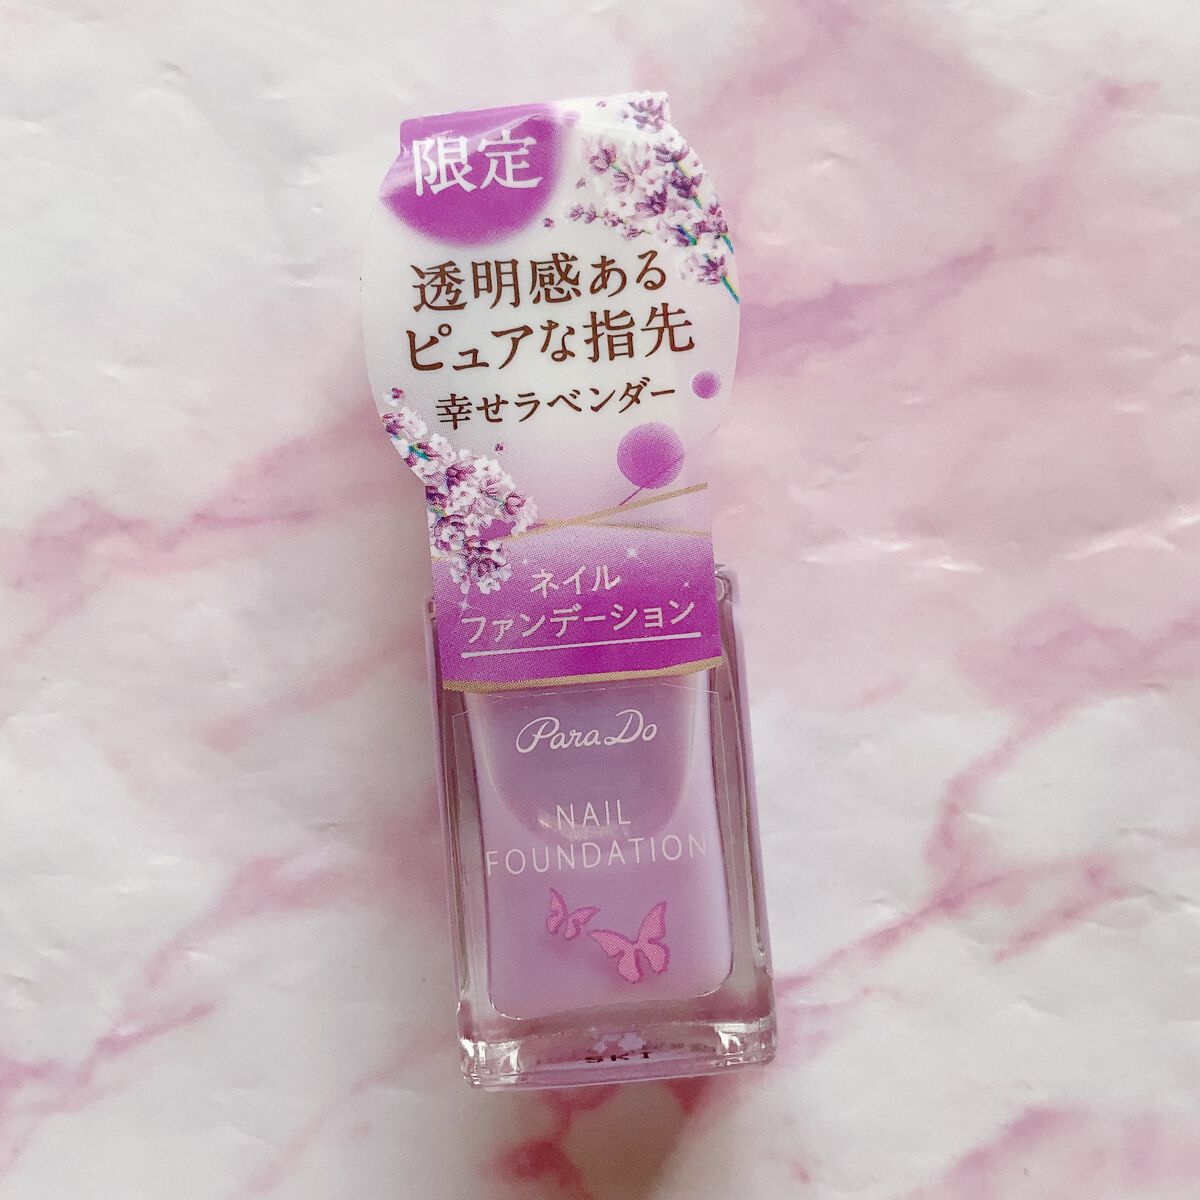 限定
透明感ある
ピュアな指先
幸せラベンダー
ネイル
ファンデーション
ParaDo
NAIL
FOUNDATION